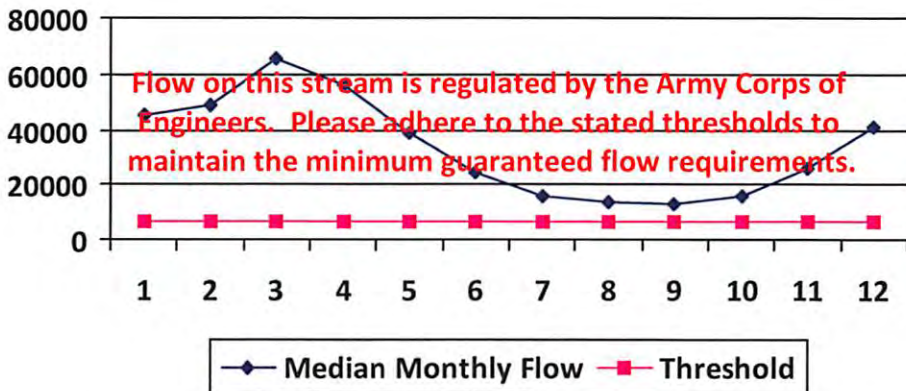 80000
60000
40000
20000
0
Flow on this stream is regulated by the Army Corps of
Engineers. Please adhere to the stated thresholds to
maintain the minimum guaranteed flow requirements.
1 2 3 4 5 6 7 8 9 10 11 12
Median Monthly Flow Threshold